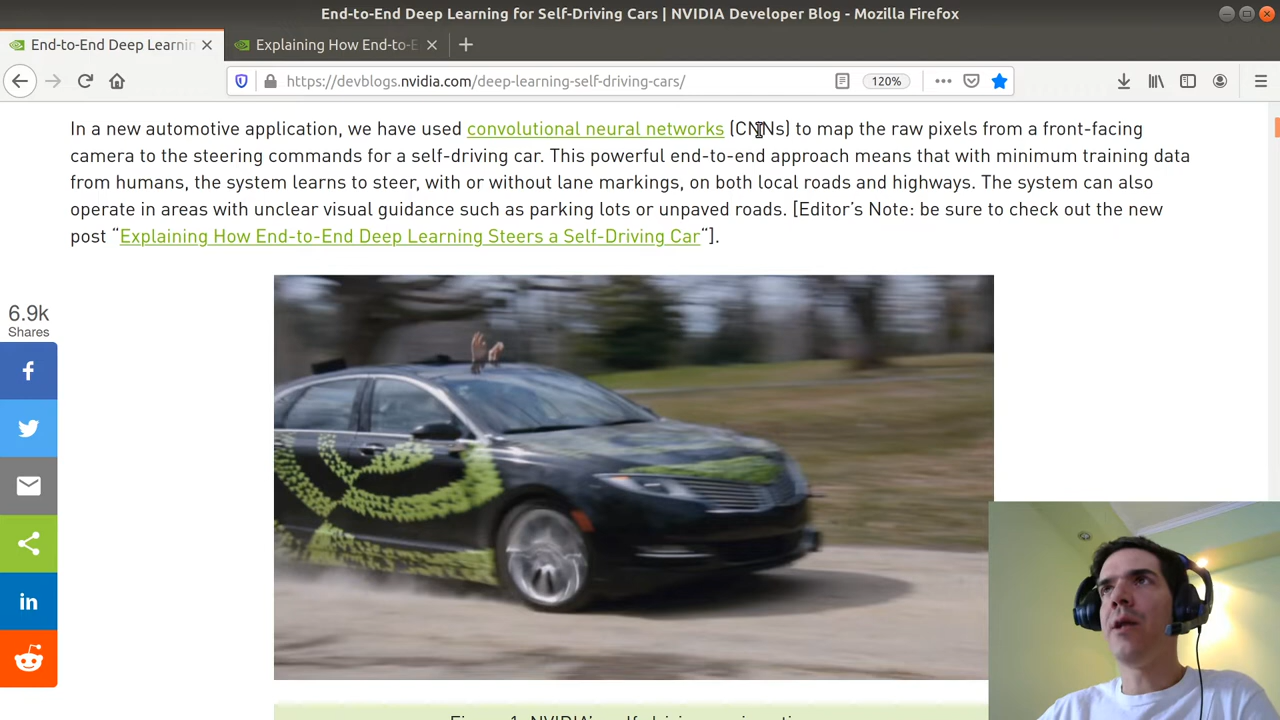 End-to-End Deep Learning for Self-Driving Cars | NVIDIA Developer Blog - Mozilla Firefox
End-to-End Deep Learnin
Explaining How End-to-E
https://devblogs.nvidia.com/deep-learning-self-driving-cars/
120%
In a new automotive application, we have used convolutional neural networks (CNNs) to map the raw pixels from a front-facing
camera to the steering commands for a self-driving car. This powerful end-to-end approach means that with minimum training data
from humans, the system learns to steer, with or without lane markings, on both local roads and highways. The system can also
operate in areas with unclear visual guidance such as parking lots or unpaved roads. [Editor's Note: be sure to check out the new
post “Explaining How End-to-End Deep Learning Steers a Self-Driving Car“].
6.9k
Shares